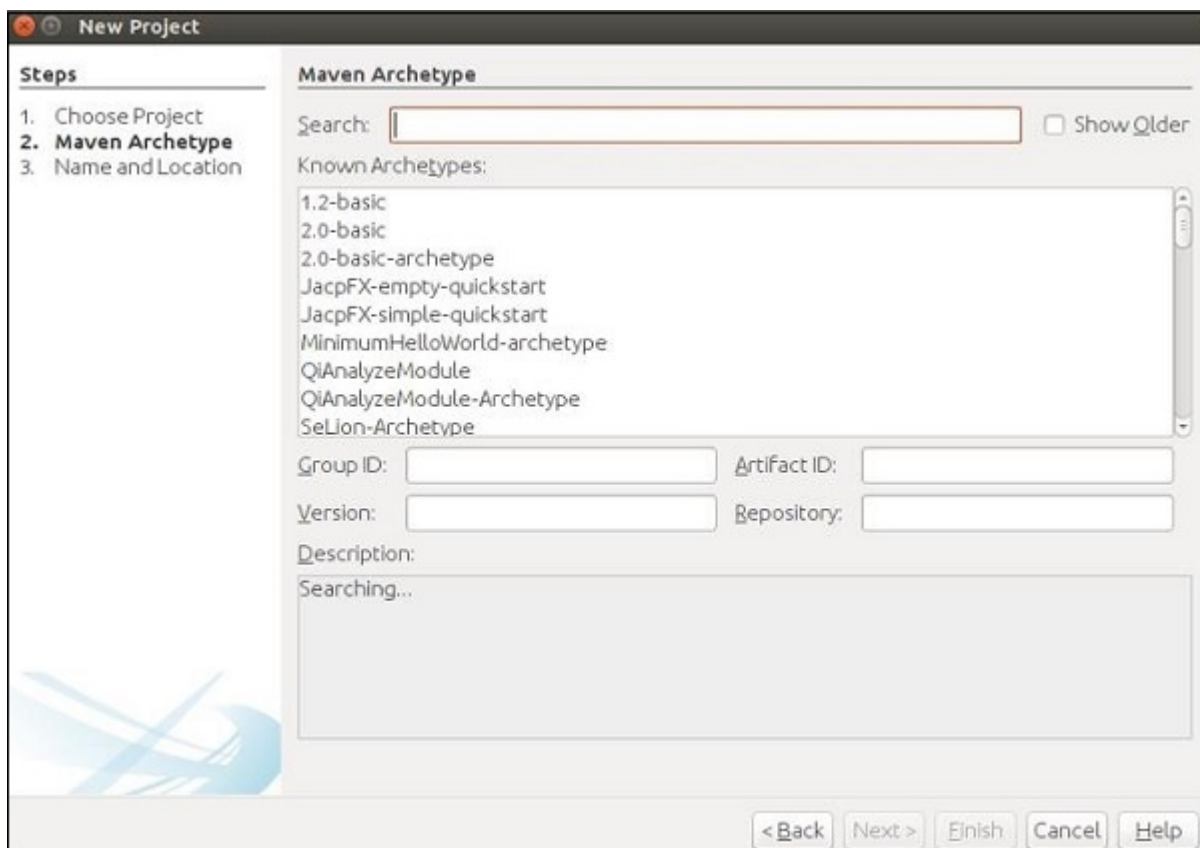 New Project
Steps
1. Choose Project
2. Maven Archetype
3. Name and Location
Maven Archetype
Search:
Show Older
Known Archetypes:
1.2-basic
2.0-basic
2.0-basic-archetype
JacpFX-empty-quickstart
JacpFX-simple-quickstart
MinimumHelloWorld-archetype
QiAnalyzeModule
QiAnalyzeModule-Archetype
SeLion-Archetype
Group ID:
Artifact ID:
Version:
Repository:
Description:
Searching...
< Back
Next >
Finish
Cancel
Help